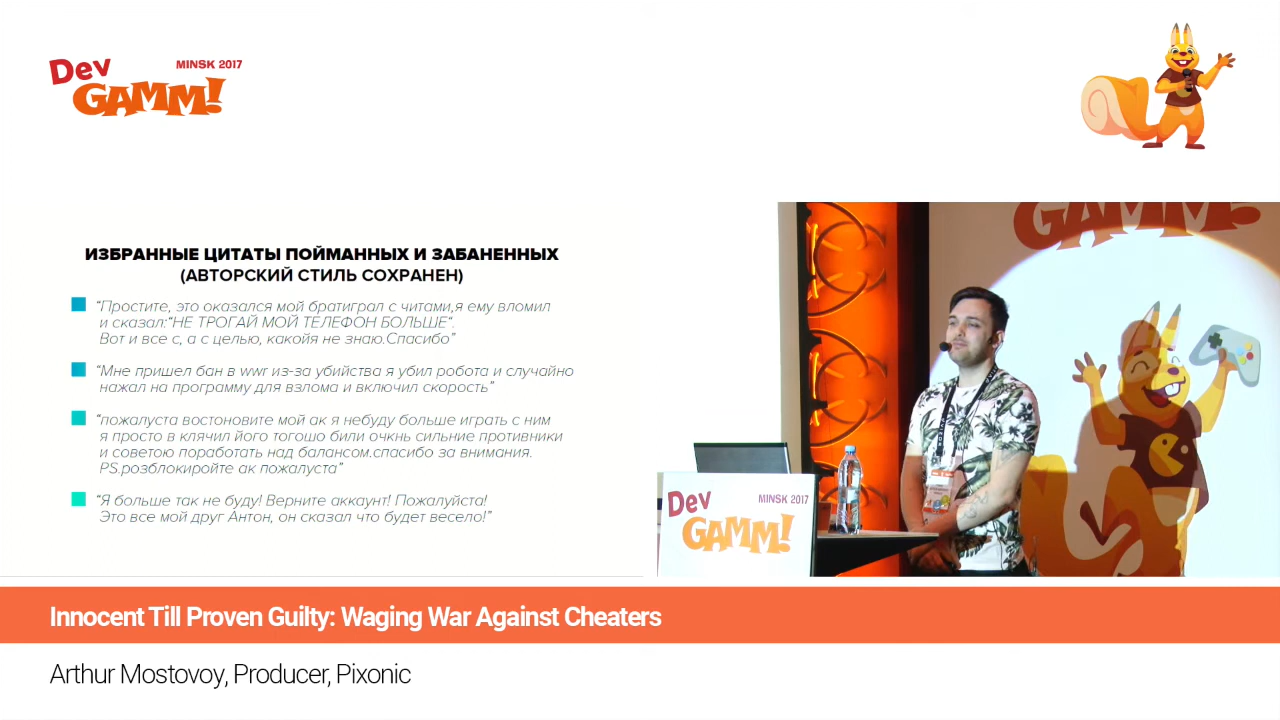 Dev
MINSK 2017
GAMM!
GAMM!
ИЗБРАННЫЕ ЦИТАТЫ ПОЙМАННЫХ И ЗАБАНЕННЫХ
(АВТОРСКИЙ СТИЛЬ СОХРАНЕН)
"Простите, это оказался мой братиграл с читами,я ему вломил
и сказал:"НЕ ТРОГАЙ МОЙ ТЕЛЕФОН БОЛЬШЕ".
Вот и все с, а с целью, какойя не знаю.Спасибо"
"Мне пришел бан в wwr из-за убийства я убил робота и случайно
нажал на программу для взлома и включил скорость"
"пожалуста востоновите мой ак я небуду больше играть с ним
я просто в клячил його тогошо били очкнь сильние противники
и советою поработать над балансом.спасибо за внимания.
PS.розблокиройте ак пожалуста"
"Я больше так не буду! Верните аккаунт! Пожалуйста!
Это все мой друг Антон, он сказал что будет весело!"
Dev
MINSK 2017
GAMM!
Innocent Till Proven Guilty: Waging War Against Cheaters
Arthur Mostovoy, Producer, Pixonic